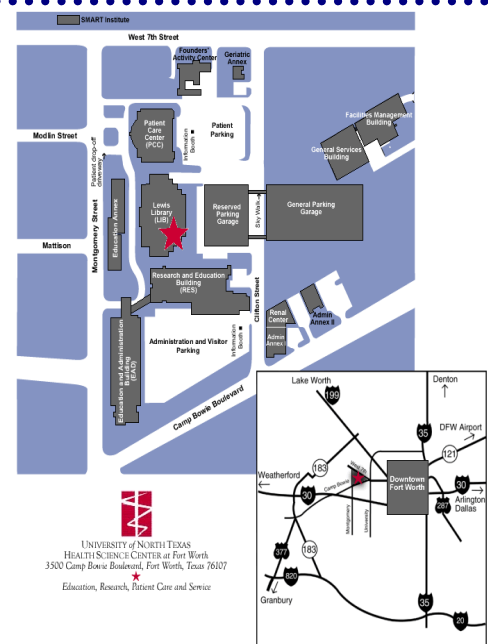 SMART Institute
West 7th Street
Founders'
Activity Center
Geriatric
Annex
Facilities Management
Building
General Services
Building
Modlin Street
Patient
Care
Center
(PCC)
Information
Booth
Patient
Parking
Patient drop-off
driveway
Montgomery Street
Education Annex
Lewis
Library
(LIB)
Reserved
Parking
Garage
Sky Walk
General Parking
Garage
Mattison
Research and Education
Building
(RES)
Clifton Street
Renal
Center
Admin
Annex II
Admin
Annex I
Education and Administration
Building
(EAD)
Administration and Visitor
Parking
Information
Booth
Camp Bowie Boulevard
Lake Worth
199
Denton
35
DFW Airport
121
183
Weatherford
West 7th
Camp Bowie
Downtown
Fort Worth
30
30
Arlington
Dallas
287
Montgomery
University
377
183
820
Granbury
35
20
UNIVERSITY of NORTH TEXAS
HEALTH SCIENCE CENTER at Fort Worth
3500 Camp Bowie Boulevard, Fort Worth, Texas 76107
Education, Research, Patient Care and Service